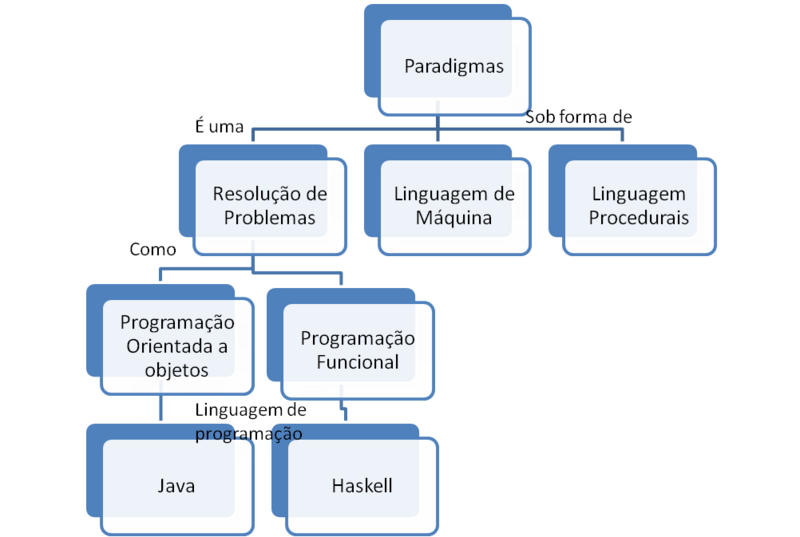 Paradigmas
É uma
Sob forma de
Resolução de
Problemas
Linguagem de
Máquina
Linguagem
Procedurais
Como
Programação
Orientada a
objetos
Programação
Funcional
Linguagem de
programação
Java
Haskell